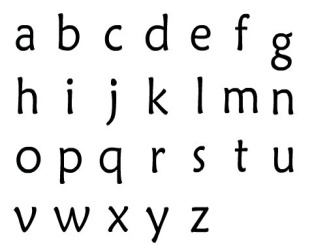 a b c d e f g
h i j k l m n
o p q r s t u
v w x y z